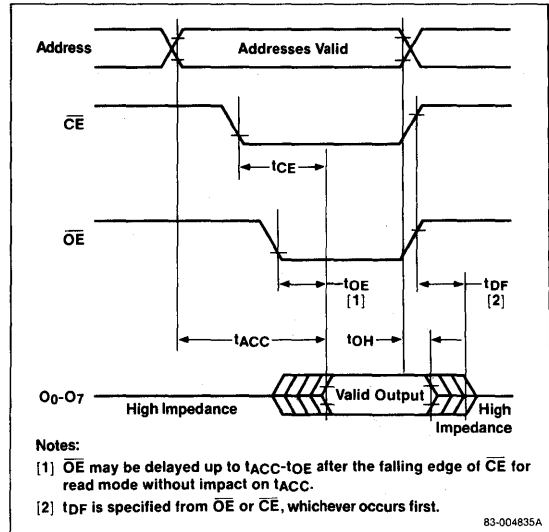 Address
Addresses Valid
CE
tCE
OE
tOE
[1]
tDF
[2]
tACC
tOH
O0-O7
High Impedance
Valid Output
High
Impedance
Notes:
[1] OE may be delayed up to tACC-tOE after the falling edge of CE for
read mode without impact on tACC.
[2] tDF is specified from OE or CE, whichever occurs first.
83-004835A